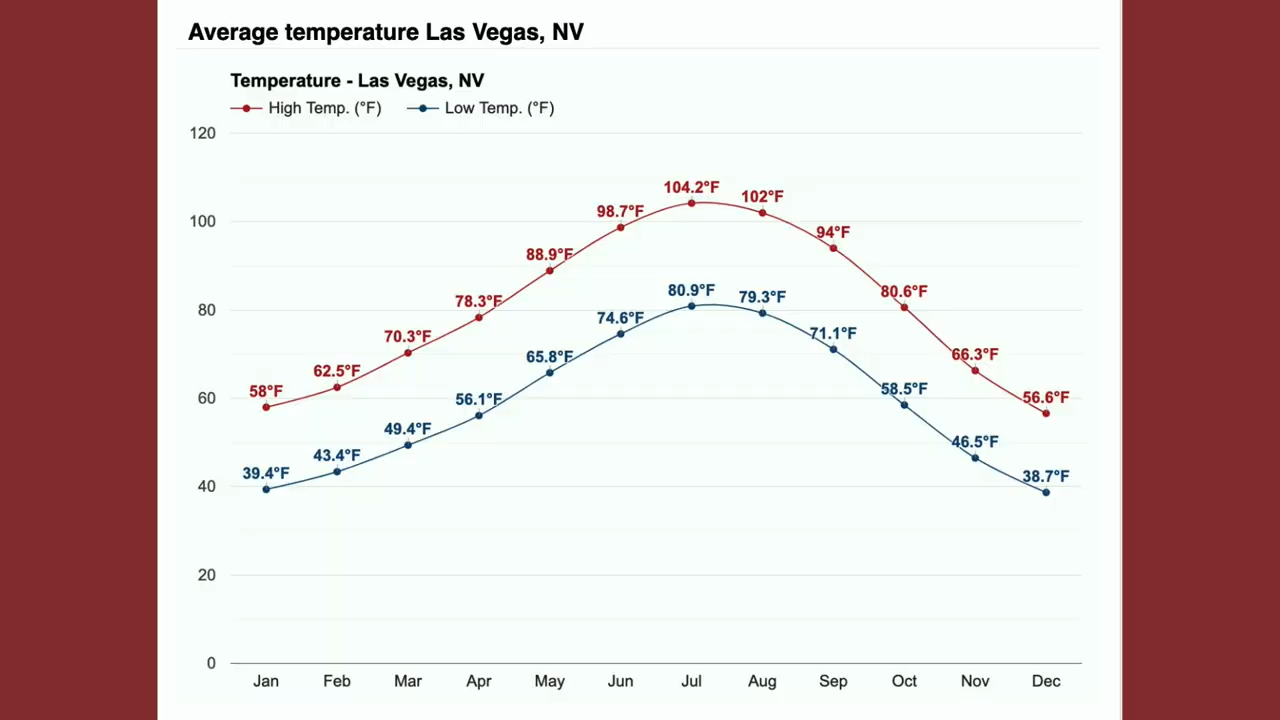 Average temperature Las Vegas, NV
Temperature - Las Vegas, NV
High Temp. (°F) Low Temp. (°F)
120
104.2°F
102°F
98.7°F
100
94°F
88.9°F
80.9°F
79.3°F
80.6°F
78.3°F
80
74.6°F
71.1°F
70.3°F
66.3°F
65.8°F
62.5°F
58°F
60
56.1°F
58.5°F
56.6°F
49.4°F
46.5°F
43.4°F
39.4°F
38.7°F
40
20
0
Jan Feb Mar Apr May Jun Jul Aug Sep Oct Nov Dec